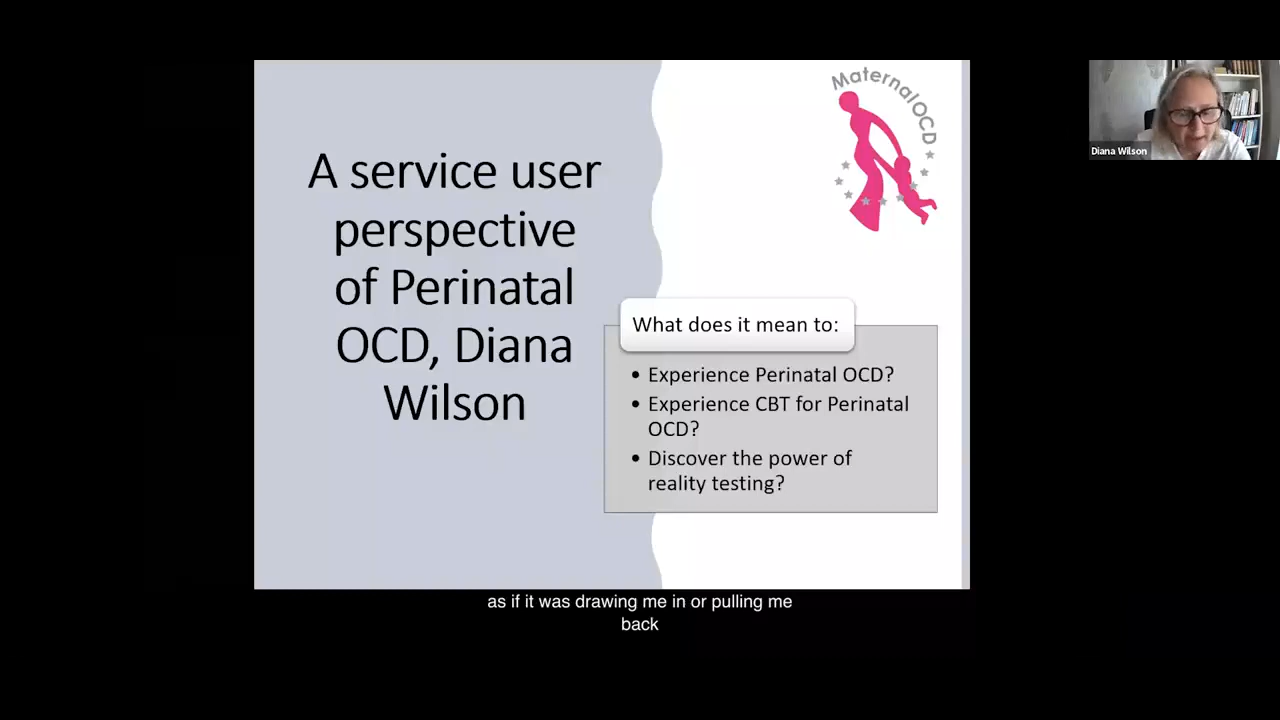 A service user
perspective
of Perinatal
OCD, Diana
Wilson
MaternalOCD
What does it mean to:
• Experience Perinatal OCD?
• Experience CBT for Perinatal
OCD?
• Discover the power of
reality testing?
Diana Wilson
as if it was drawing me in or pulling me
back